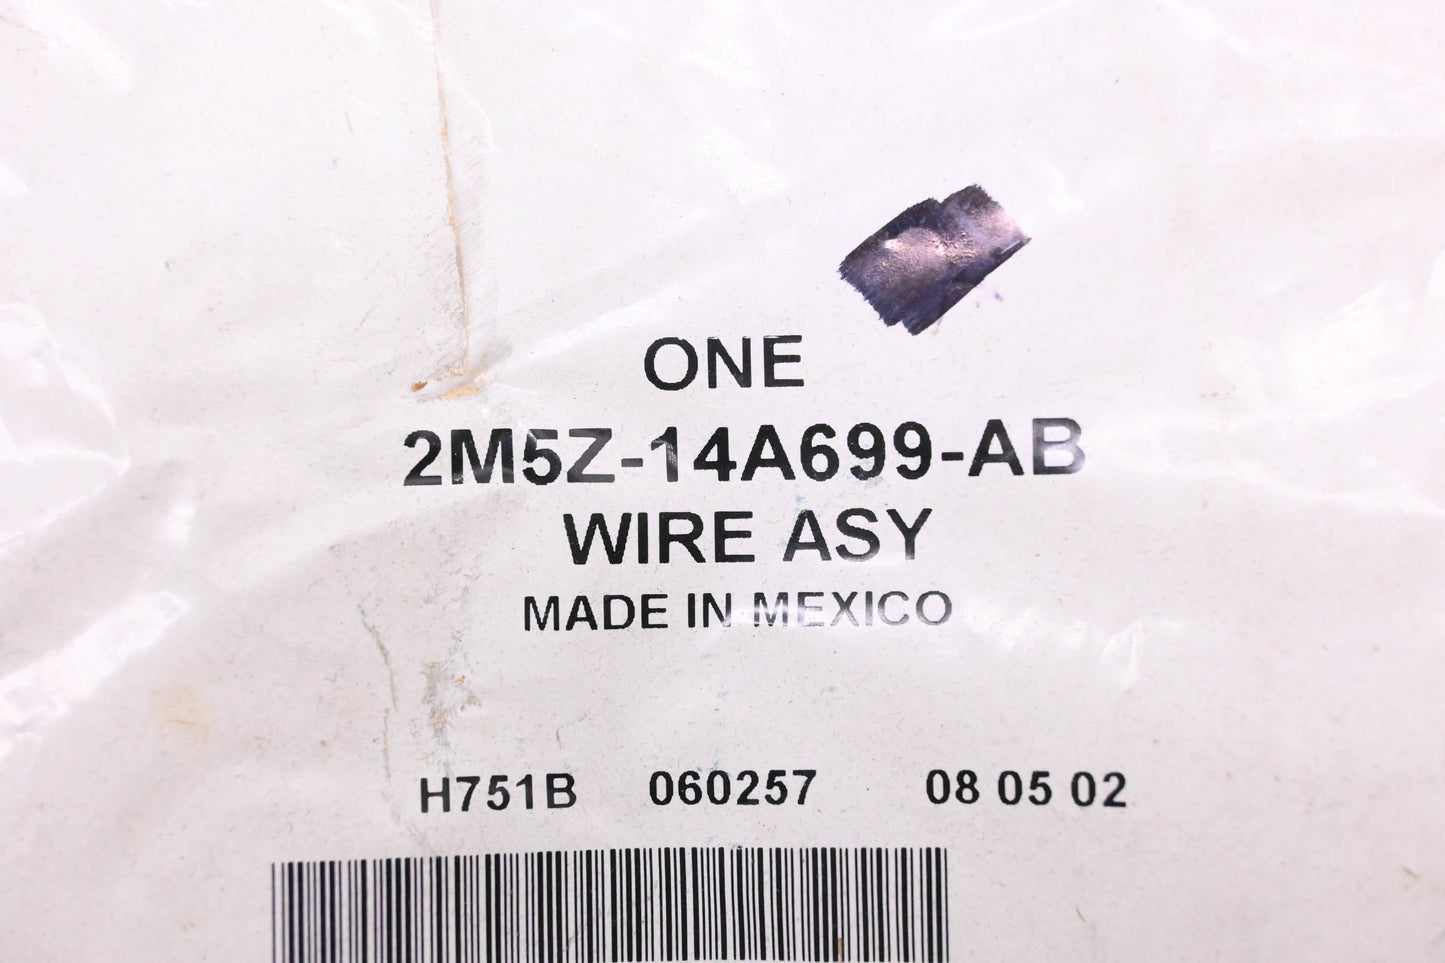 ONE
2M5Z-14A699-AB
WIRE ASY
MADE IN MEXICO
H751B 060257 08 05 02